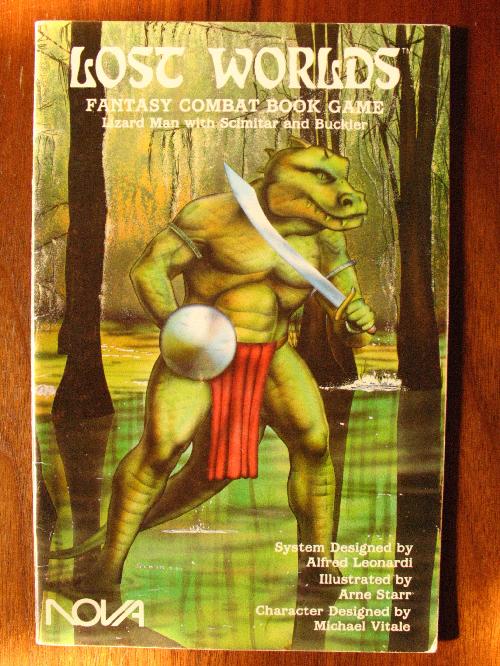 LOST WORLDS™
FANTASY COMBAT BOOK GAME
Lizard Man with Scimitar and Buckler
System Designed by
Alfred Leonardi
Illustrated by
Arne Starr
Character Designed by
Michael Vitale
NOVA